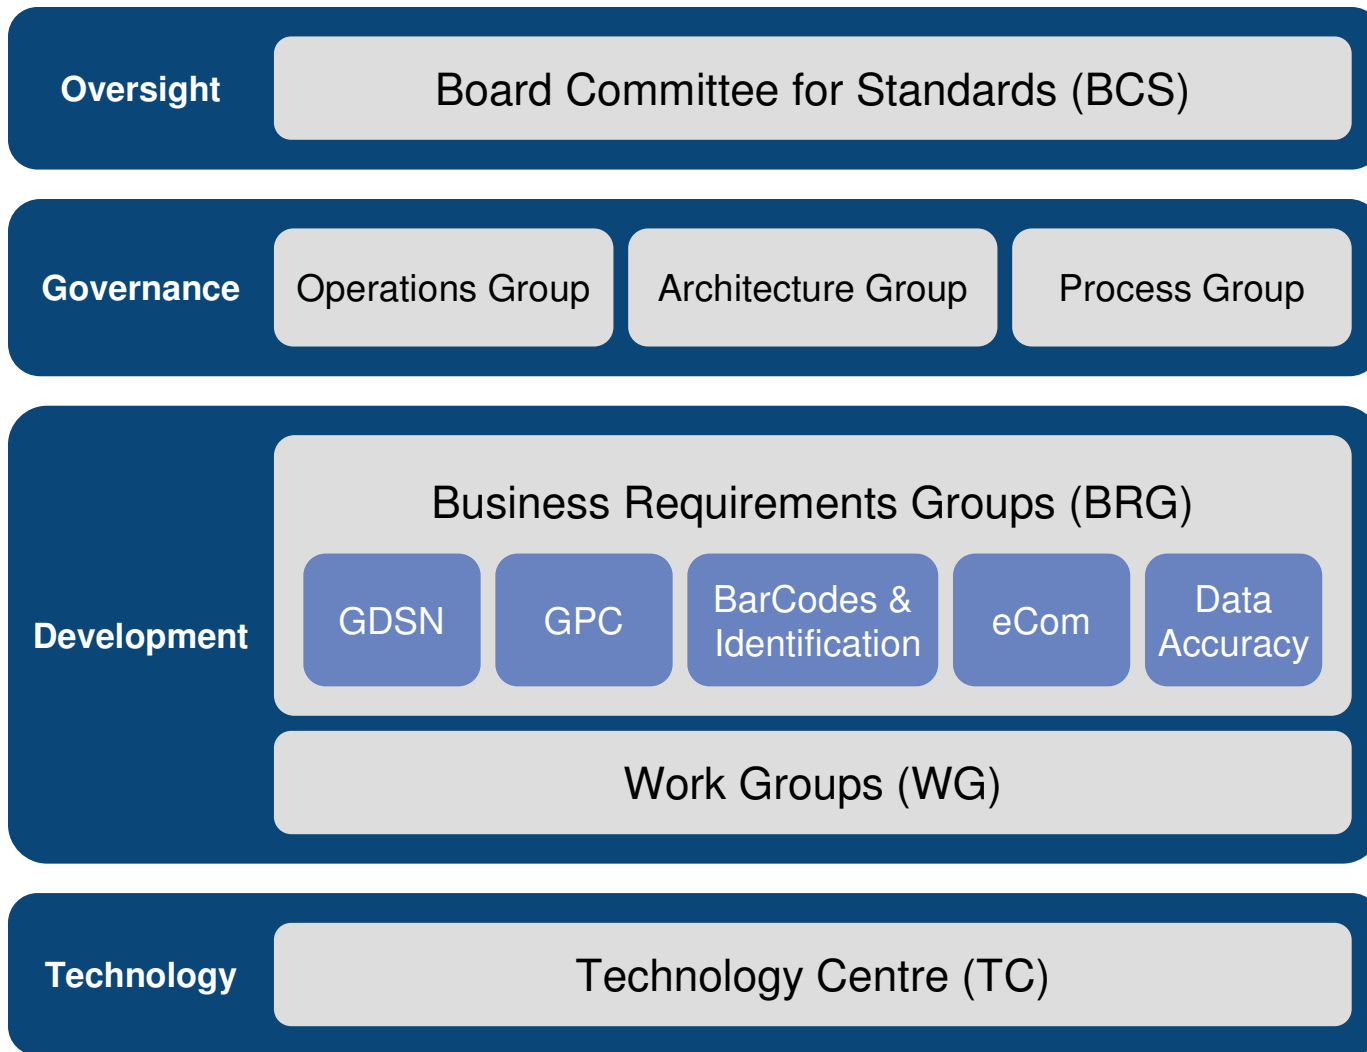 Oversight
Board Committee for Standards (BCS)
Governance
Operations Group
Architecture Group
Process Group
Development
Business Requirements Groups (BRG)
GDSN
GPC
BarCodes &
Identification
eCom
Data
Accuracy
Work Groups (WG)
Technology
Technology Centre (TC)